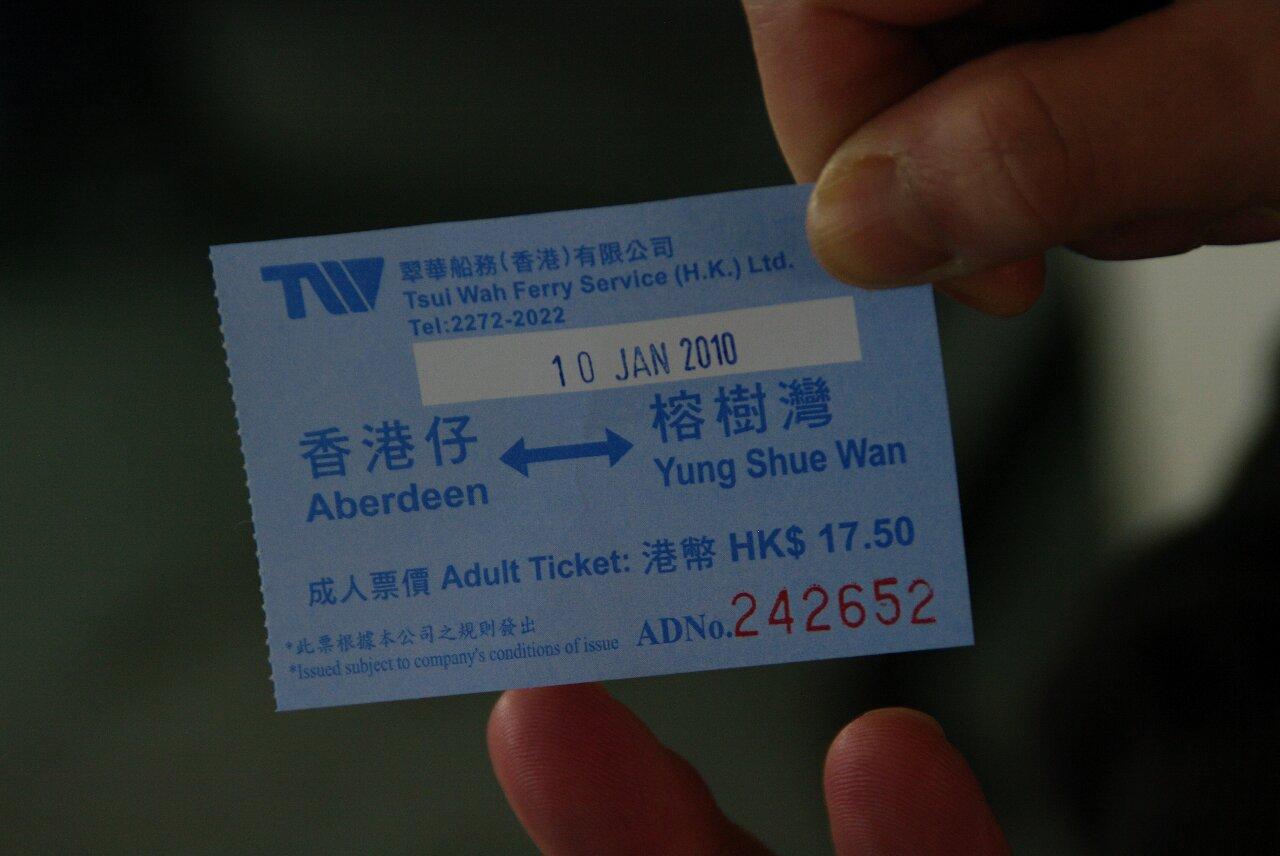 TW
翠華船務(香港)有限公司
Tsui Wah Ferry Service (H.K.) Ltd.
Tel:2272-2022
10 JAN 2010
香港仔 ↔ 榕樹灣
Aberdeen Yung Shue Wan
成人票價 Adult Ticket: 港幣 HK$ 17.50
*此票根據本公司之規則發出
*Issued subject to company's conditions of issue
ADNo.242652